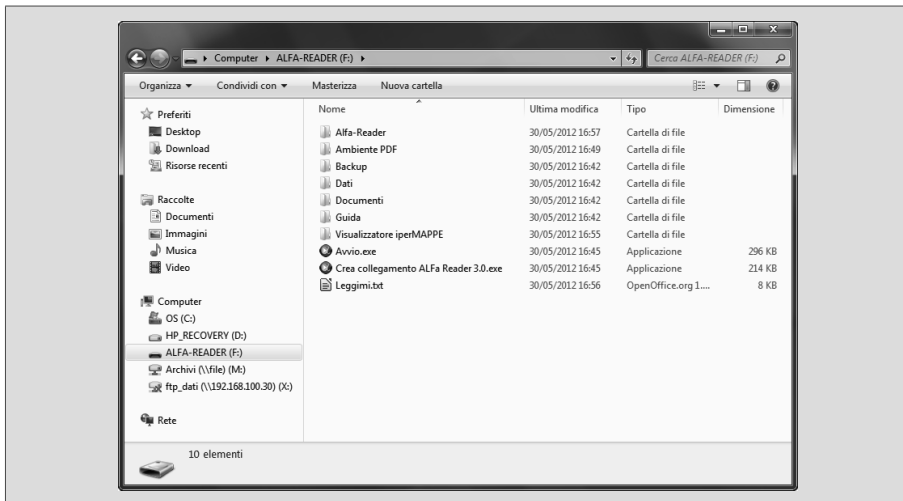 Computer ▸ ALFA-READER (F:) ▸
Cerca ALFA-READER (F:)
Organizza Condividi con Masterizza Nuova cartella
Preferiti
Desktop
Download
Risorse recenti
Raccolte
Documenti
Immagini
Musica
Video
Computer
OS (C:)
HP_RECOVERY (D:)
ALFA-READER (F:)
Archivi (\\file) (M:)
ftp_dati (\\192.168.100.30) (X:)
Rete
Nome Ultima modifica Tipo Dimensione
Alfa-Reader 30/05/2012 16:57 Cartella di file
Ambiente PDF 30/05/2012 16:49 Cartella di file
Backup 30/05/2012 16:42 Cartella di file
Dati 30/05/2012 16:42 Cartella di file
Documenti 30/05/2012 16:42 Cartella di file
Guida 30/05/2012 16:42 Cartella di file
Visualizzatore iperMAPPE 30/05/2012 16:55 Cartella di file
Avvio.exe 30/05/2012 16:45 Applicazione 296 KB
Crea collegamento ALFa Reader 3.0.exe 30/05/2012 16:45 Applicazione 214 KB
Leggimi.txt 30/05/2012 16:56 OpenOffice.org 1.... 8 KB
10 elementi